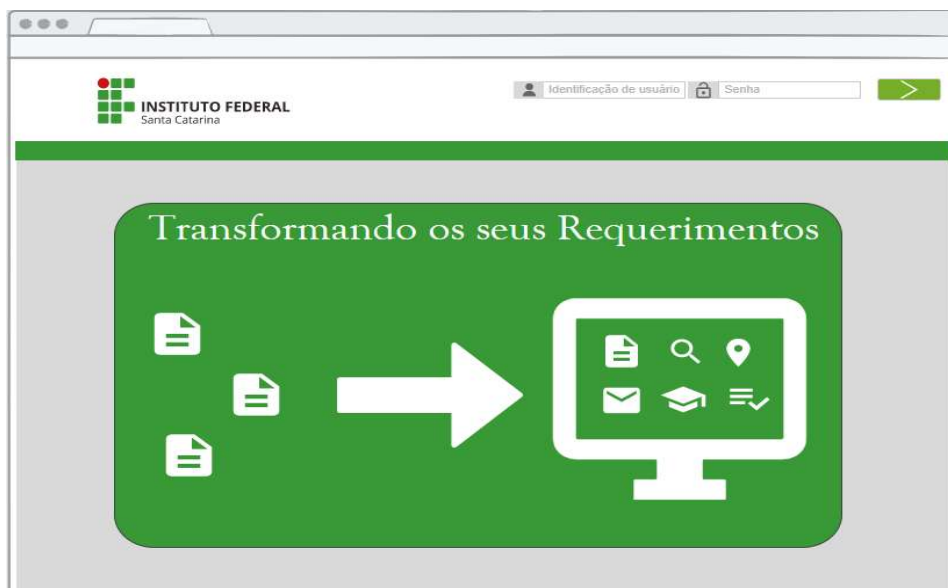 INSTITUTO FEDERAL
Santa Catarina
Identificação de usuário
Senha
Transformando os seus Requerimentos